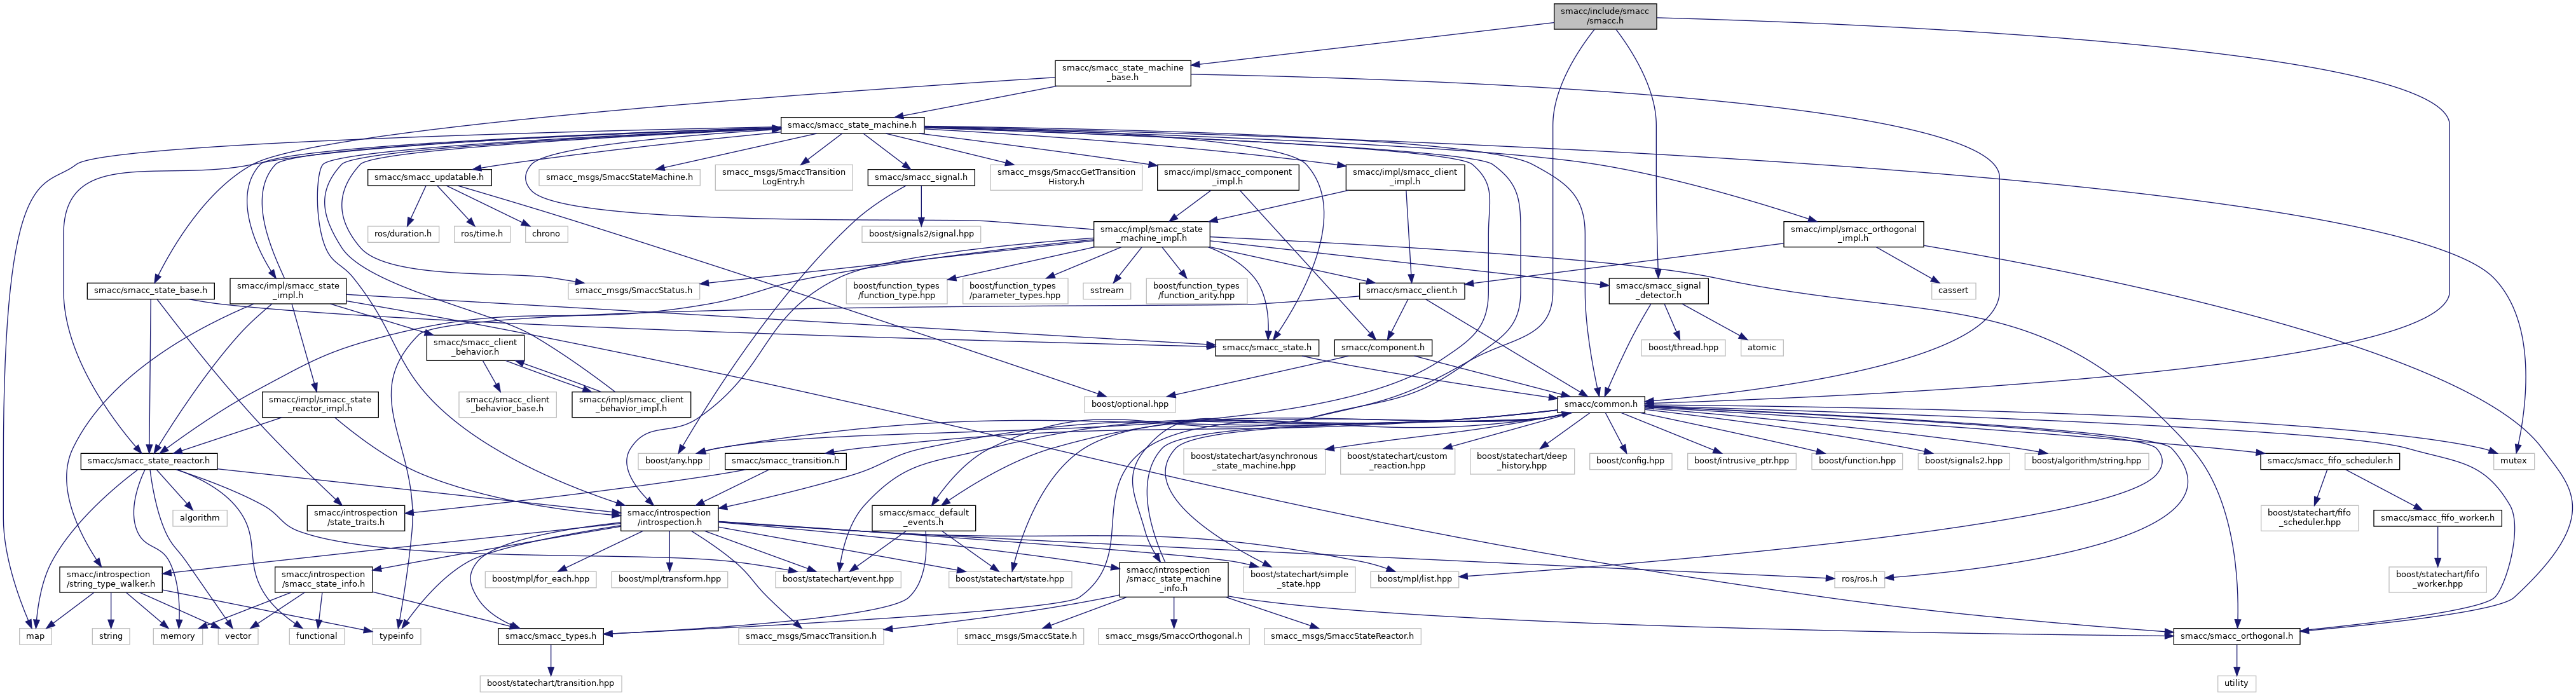 smacc/include/smacc
/smacc.h
smacc/smacc_state_machine
_base.h
smacc/smacc_state_machine.h
smacc/smacc_updatable.h
smacc_msgs/SmaccStateMachine.h
smacc_msgs/SmaccTransition
LogEntry.h
smacc/smacc_signal.h
smacc_msgs/SmaccGetTransition
History.h
smacc/impl/smacc_component
_impl.h
smacc/impl/smacc_client
_impl.h
ros/duration.h
ros/time.h
chrono
boost/signals2/signal.hpp
smacc/impl/smacc_state
_machine_impl.h
smacc/impl/smacc_orthogonal
_impl.h
smacc/smacc_state_base.h
smacc/impl/smacc_state
_impl.h
smacc_msgs/SmaccStatus.h
boost/function_types
/function_type.hpp
boost/function_types
/parameter_types.hpp
sstream
boost/function_types
/function_arity.hpp
smacc/smacc_client.h
smacc/smacc_signal
_detector.h
cassert
smacc/smacc_client
_behavior.h
smacc/smacc_state.h
smacc/component.h
boost/thread.hpp
atomic
smacc/impl/smacc_state
_reactor_impl.h
smacc/smacc_client
_behavior_base.h
smacc/impl/smacc_client
_behavior_impl.h
boost/optional.hpp
smacc/common.h
smacc/smacc_state_reactor.h
boost/any.hpp
smacc/smacc_transition.h
boost/statechart/asynchronous
_state_machine.hpp
boost/statechart/custom
_reaction.hpp
boost/statechart/deep
_history.hpp
boost/config.hpp
boost/intrusive_ptr.hpp
boost/function.hpp
boost/signals2.hpp
boost/algorithm/string.hpp
smacc/smacc_fifo_scheduler.h
mutex
algorithm
smacc/introspection
/state_traits.h
smacc/introspection
/introspection.h
smacc/smacc_default
_events.h
boost/statechart/fifo
_scheduler.hpp
smacc/smacc_fifo_worker.h
smacc/introspection
/string_type_walker.h
smacc/introspection
/smacc_state_info.h
boost/mpl/for_each.hpp
boost/mpl/transform.hpp
boost/statechart/event.hpp
boost/statechart/state.hpp
smacc/introspection
/smacc_state_machine
_info.h
boost/statechart/simple
_state.hpp
boost/mpl/list.hpp
ros/ros.h
boost/statechart/fifo
_worker.hpp
map
string
memory
vector
functional
typeinfo
smacc/smacc_types.h
smacc_msgs/SmaccTransition.h
smacc_msgs/SmaccState.h
smacc_msgs/SmaccOrthogonal.h
smacc_msgs/SmaccStateReactor.h
smacc/smacc_orthogonal.h
boost/statechart/transition.hpp
utility